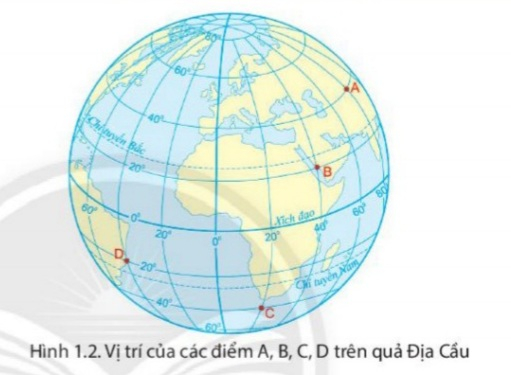 80°
60°
A
40°
Chí tuyến Bắc
20°
B
80°
60°
0°
20°
0°
Xích đạo
20°
40°
60°
D
20°
Chí tuyến Nam
40°
C
60°
Hình 1.2. Vị trí của các điểm A, B, C, D trên quả Địa Cầu